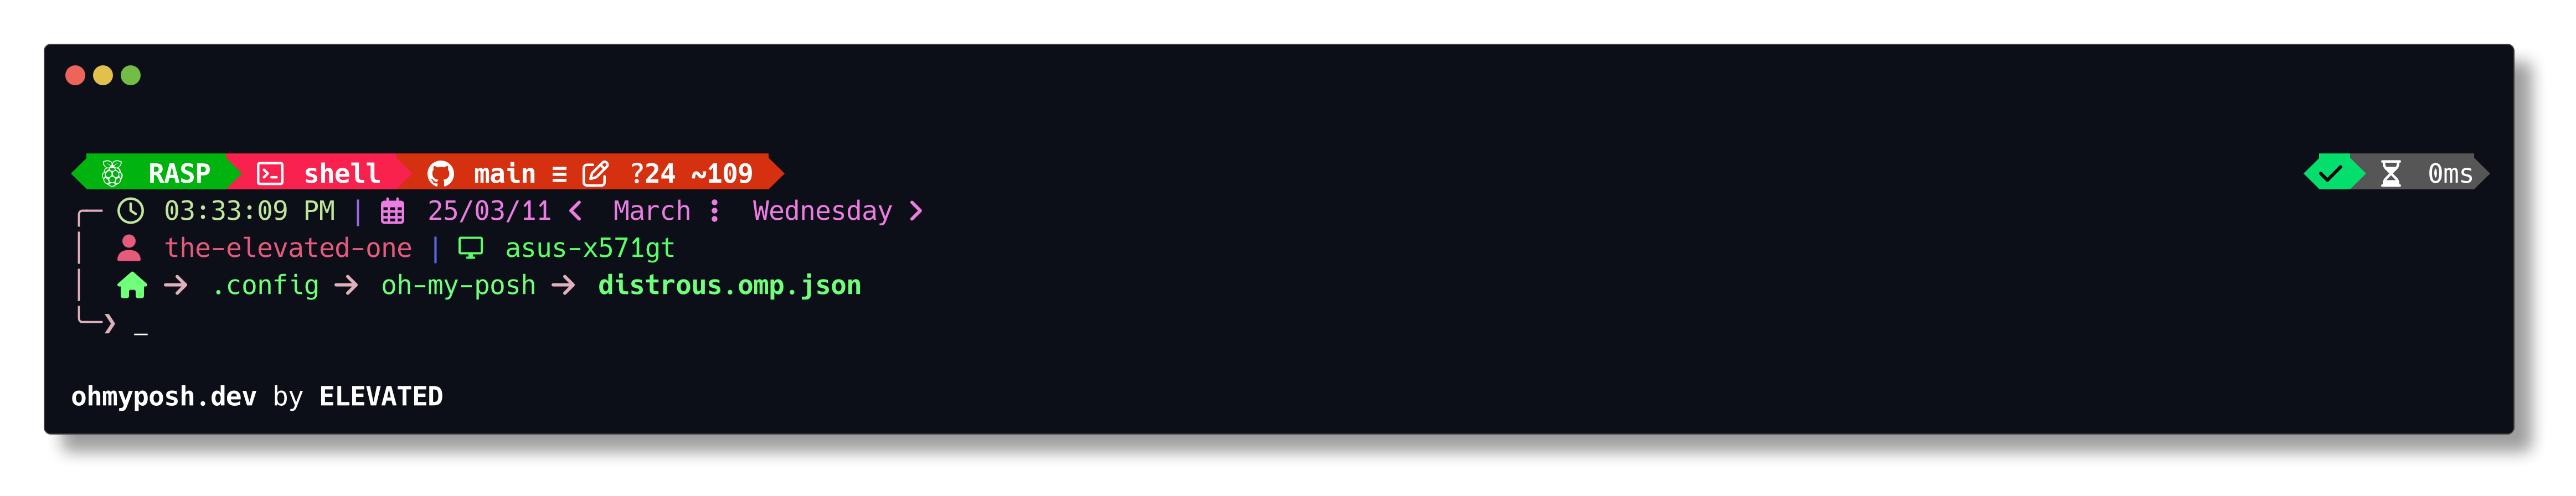 RASP shell main ≡ ?24 ~109 0ms
03:33:09 PM | 25/03/11 < March ⋮ Wednesday >
the-elevated-one | asus-x571gt
→ .config → oh-my-posh → distrous.omp.json
❯ _
ohmyposh.dev by ELEVATED